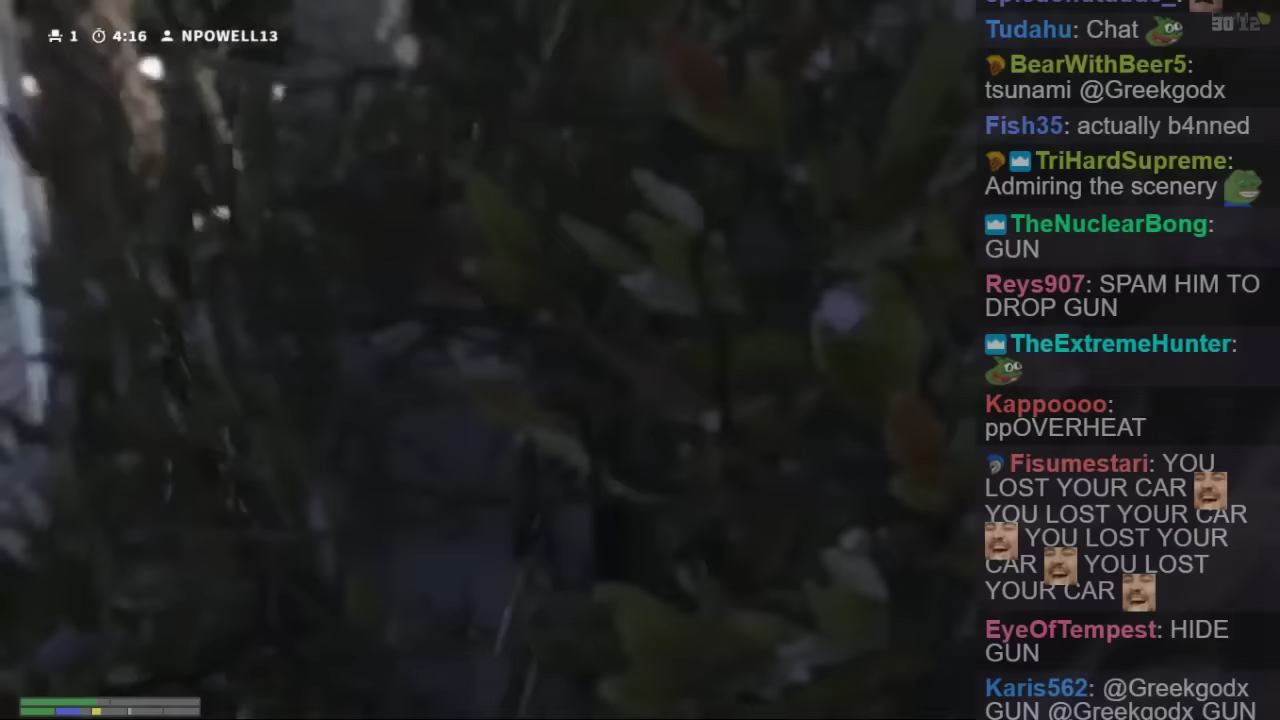 1 4:16 NPOWELL13
Tudahu: Chat
BearWithBeer5:
tsunami @Greekgodx
Fish35: actually b4nned
TriHardSupreme:
Admiring the scenery
TheNuclearBong:
GUN
Reys907: SPAM HIM TO
DROP GUN
TheExtremeHunter:
Kappoooo:
ppOVERHEAT
Fisumestari: YOU
LOST YOUR CAR
YOU LOST YOUR CAR
YOU LOST YOUR
CAR YOU LOST
YOUR CAR
EyeOfTempest: HIDE
GUN
Karis562: @Greekgodx
GUN @Greekgodx GUN